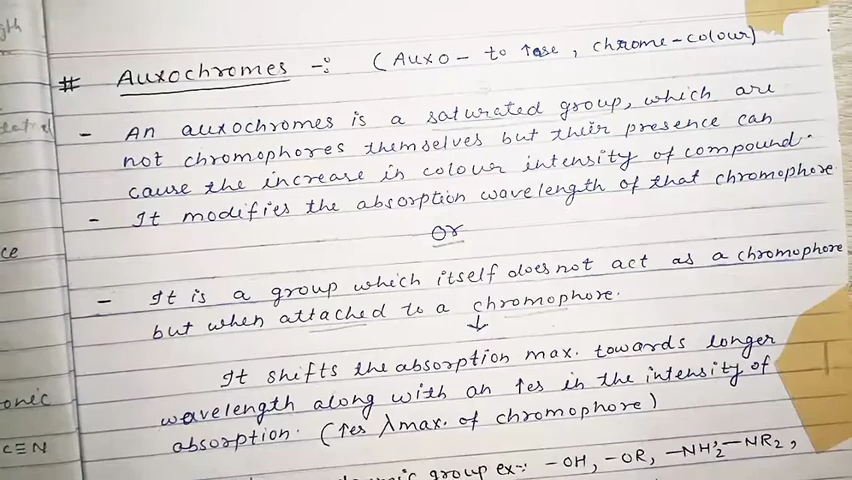 # Auxochromes -: (Auxo - to ↑ase, chrome-colour)
- An auxochromes is a saturated group, which are
not chromophores themselves but their presence can
cause the increase in colour intensity of compound.
- It modifies the absorption wavelength of that chromophore
Or
- It is a group which itself does not act as a chromophore
but when attached to a chromophore.
↓
It shifts the absorption max. towards longer
wavelength along with an ↑es in the intensity of
absorption. (↑es λmax. of chromophore)
group ex:- -OH, -OR, -NH2, -NR2,
ce
onic
C≡N